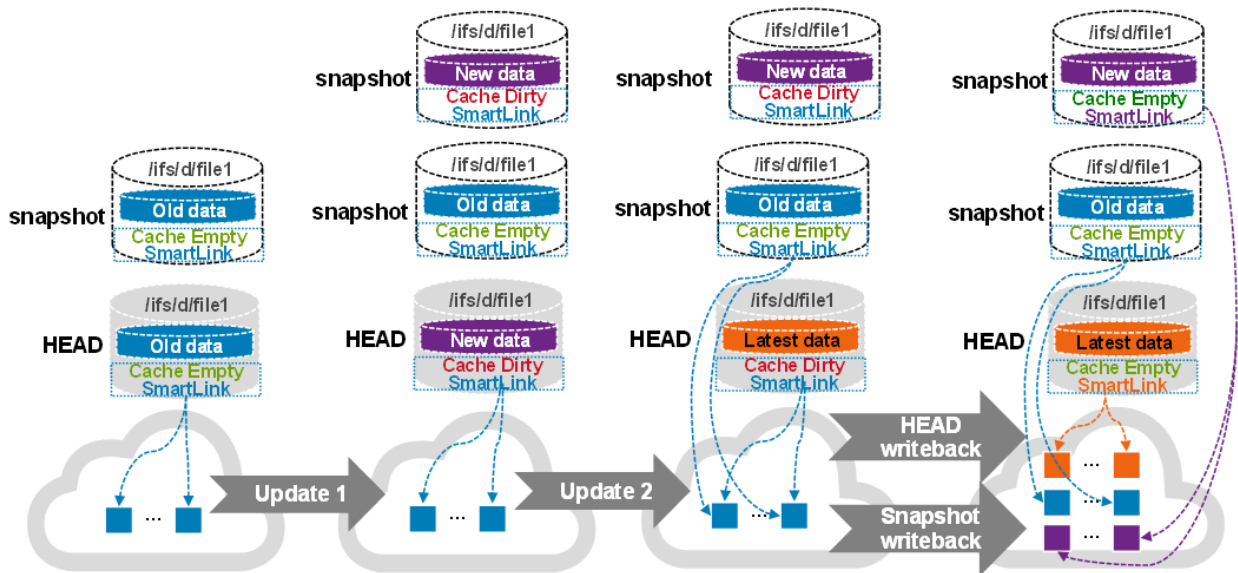 /ifs/d/file1
snapshot
New data
Cache Dirty
SmartLink
/ifs/d/file1
snapshot
New data
Cache Dirty
SmartLink
/ifs/d/file1
snapshot
New data
Cache Empty
SmartLink
/ifs/d/file1
snapshot
Old data
Cache Empty
SmartLink
/ifs/d/file1
snapshot
Old data
Cache Empty
SmartLink
/ifs/d/file1
snapshot
Old data
Cache Empty
SmartLink
/ifs/d/file1
snapshot
Old data
Cache Empty
SmartLink
/ifs/d/file1
HEAD
Old data
Cache Empty
SmartLink
/ifs/d/file1
HEAD
New data
Cache Dirty
SmartLink
/ifs/d/file1
HEAD
Latest data
Cache Dirty
SmartLink
/ifs/d/file1
HEAD
Latest data
Cache Empty
SmartLink
...
Update 1
...
Update 2
...
HEAD
writeback
Snapshot
writeback
...
...
...